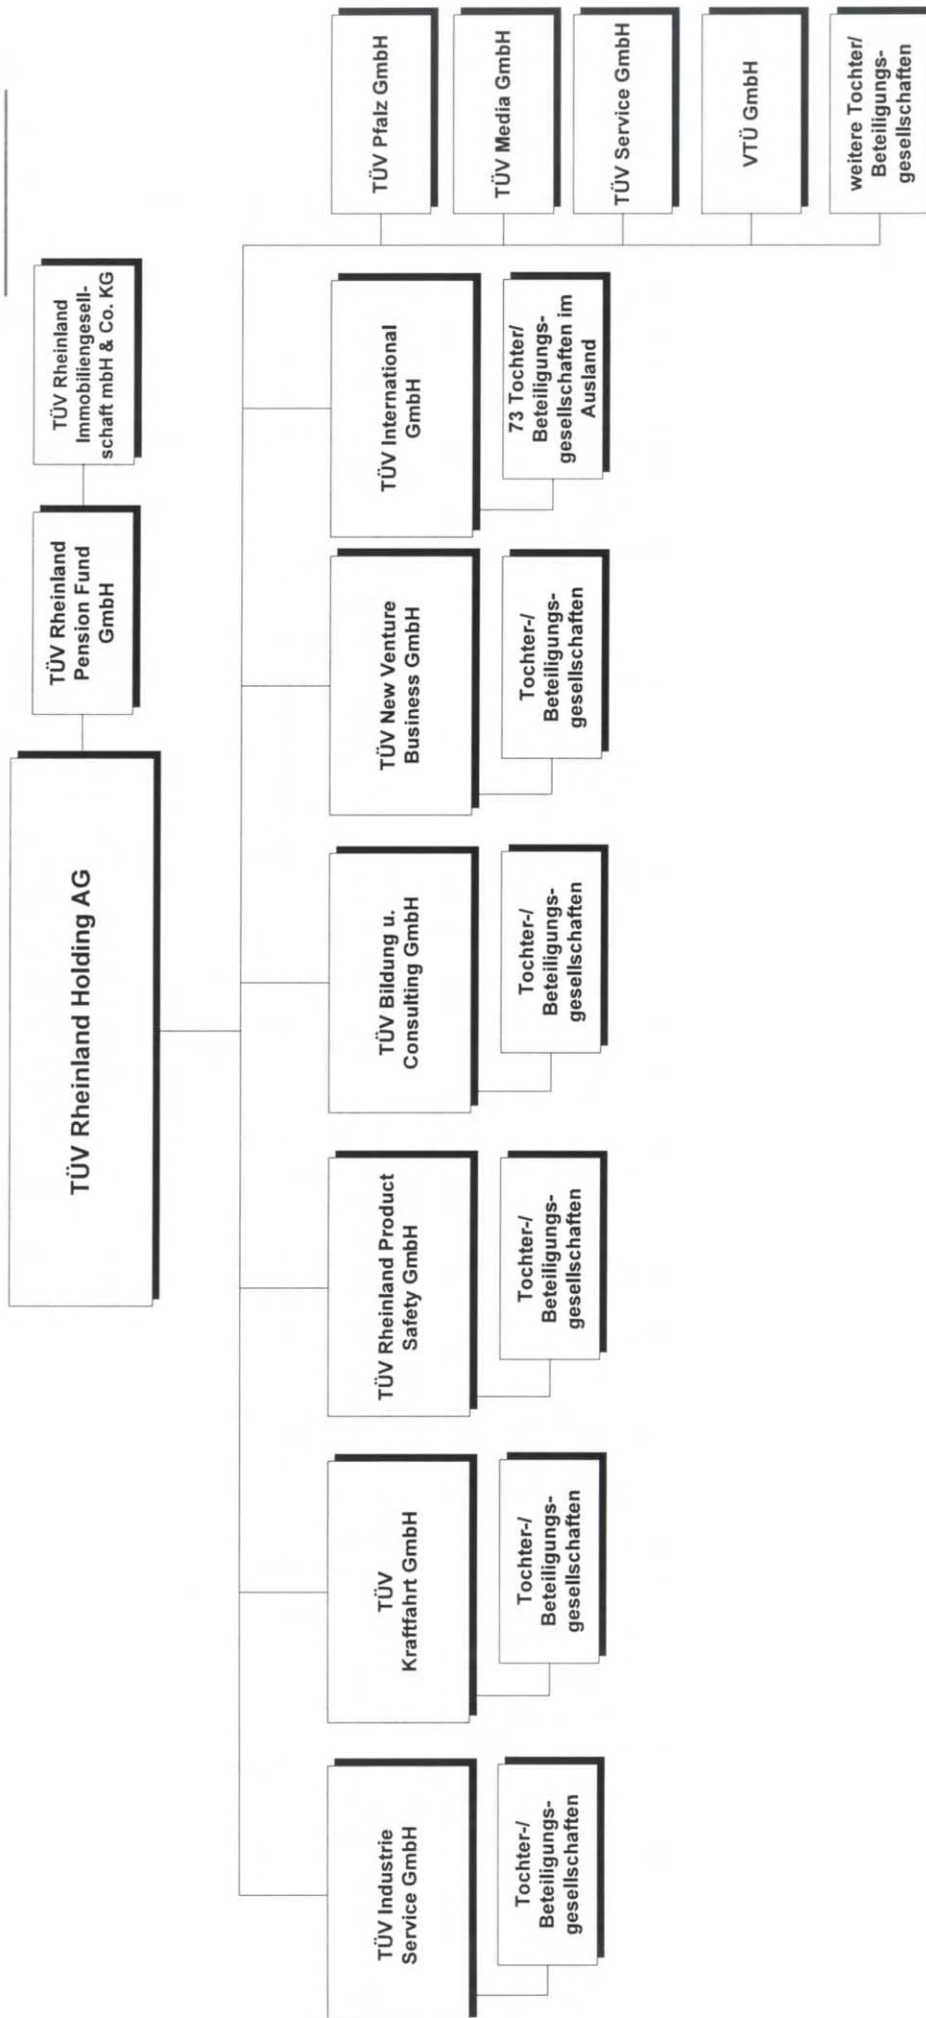 TÜV Rheinland Holding AG
TÜV Rheinland
Pension Fund
GmbH
TÜV Rheinland
Immobiliengesell-
schaft mbH & Co. KG
TÜV Industrie
Service GmbH
Tochter-/
Beteiligungs-
gesellschaften
TÜV
Kraftfahrt GmbH
Tochter-/
Beteiligungs-
gesellschaften
TÜV Rheinland Product
Safety GmbH
Tochter-/
Beteiligungs-
gesellschaften
TÜV Bildung u.
Consulting GmbH
Tochter-/
Beteiligungs-
gesellschaften
TÜV New Venture
Business GmbH
Tochter-/
Beteiligungs-
gesellschaften
TÜV International
GmbH
73 Tochter/
Beteiligungs-
gesellschaften im
Ausland
TÜV Pfalz GmbH
TÜV Media GmbH
TÜV Service GmbH
VTÜ GmbH
weitere Tochter/
Beteiligungs-
gesellschaften